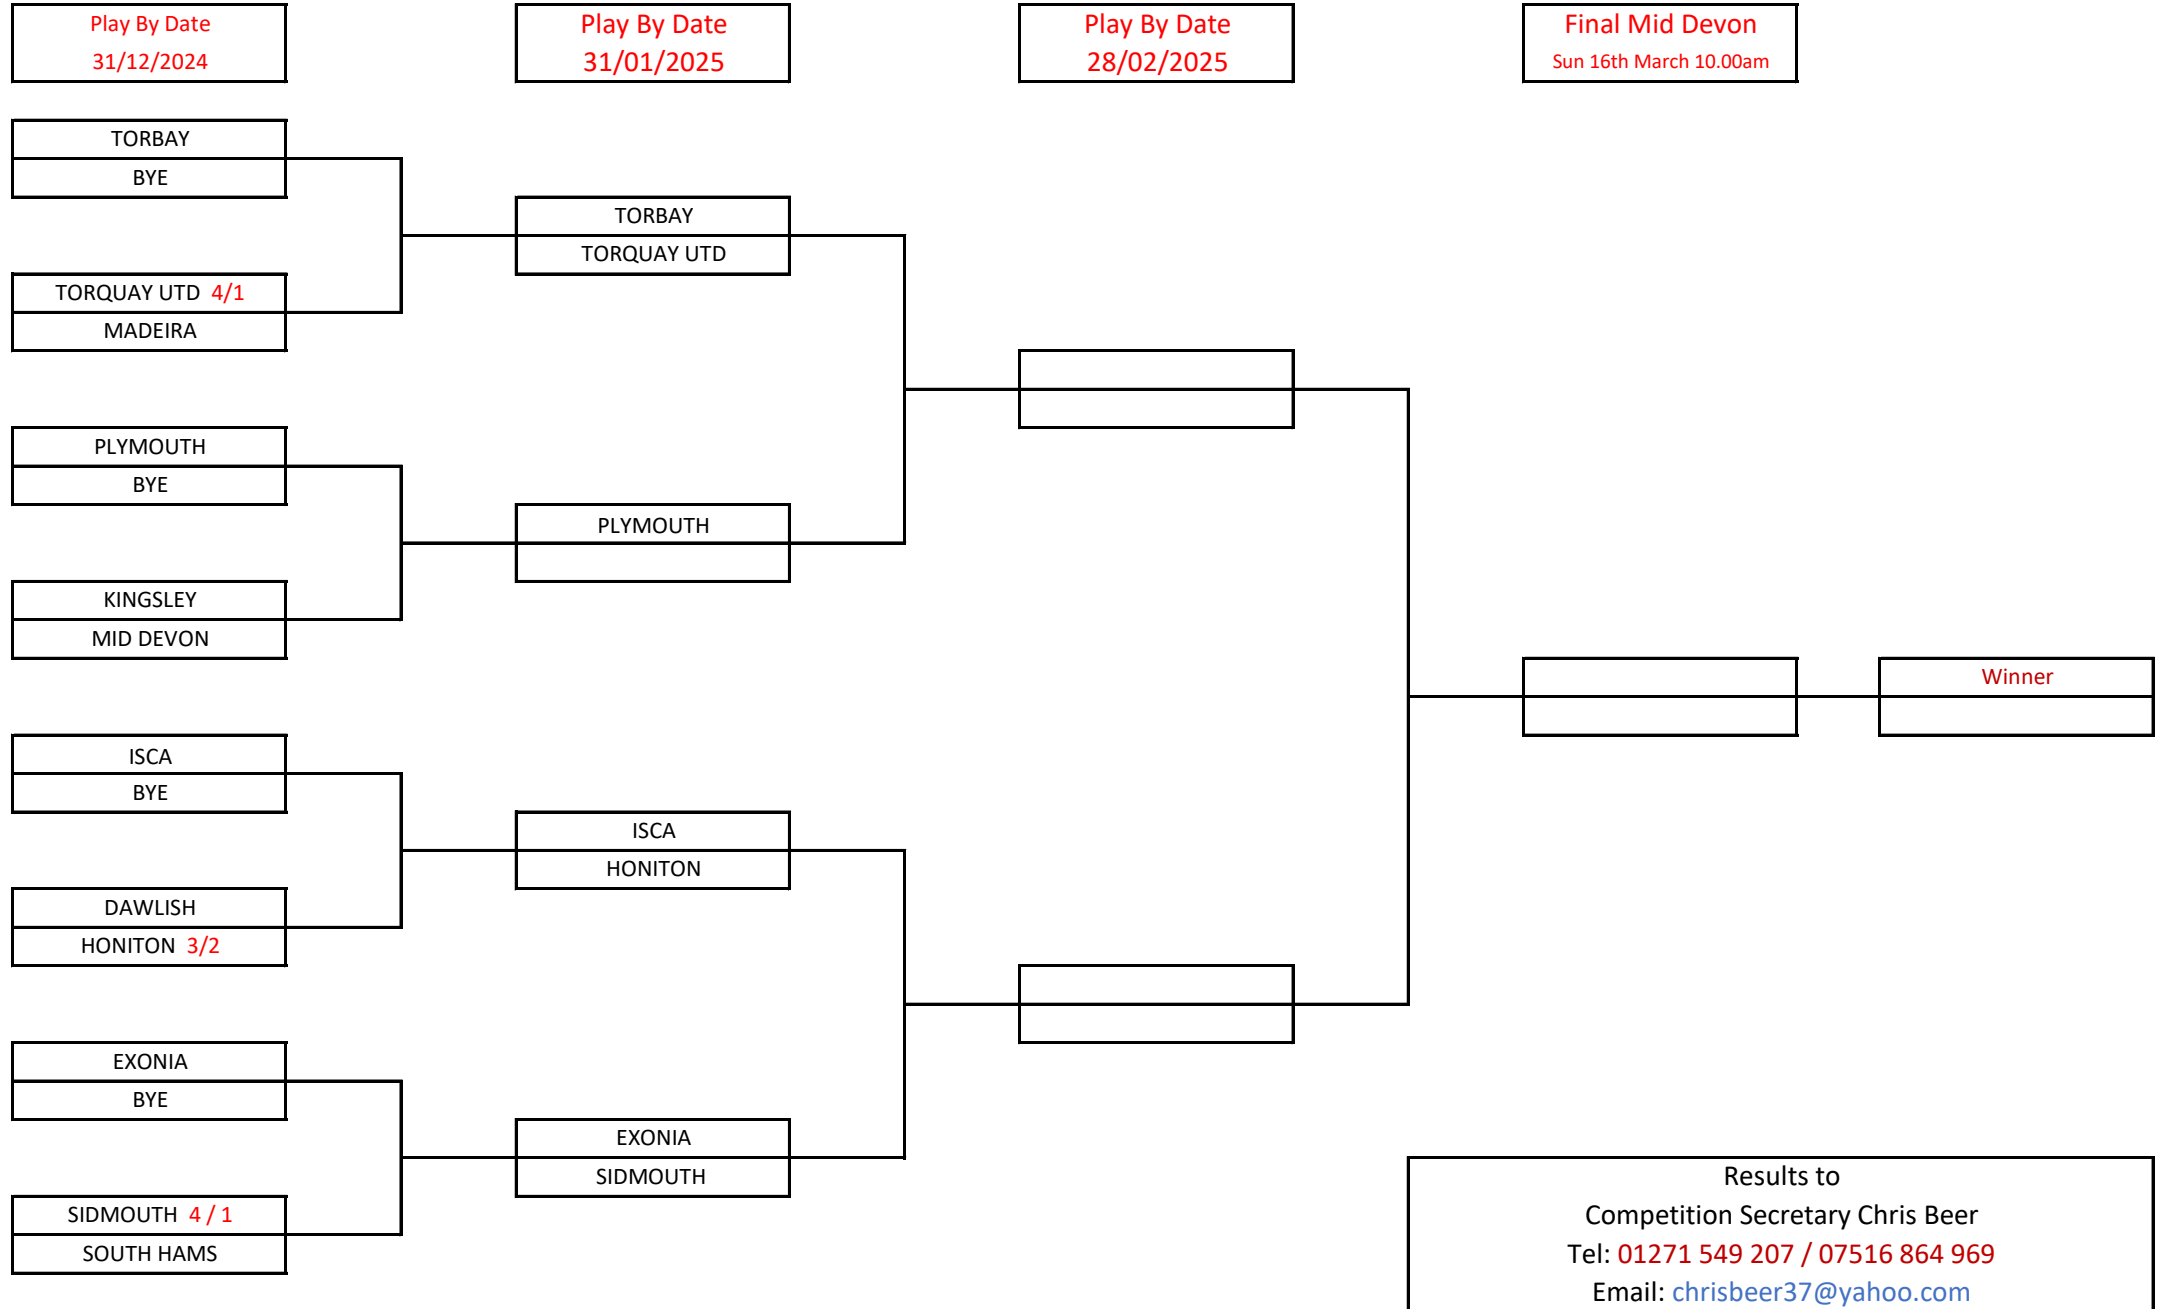 Play By Date
31/12/2024
Play By Date
31/01/2025
Play By Date
28/02/2025
Final Mid Devon
Sun 16th March 10.00am
TORBAY
BYE
TORQUAY UTD 4/1
MADEIRA
PLYMOUTH
BYE
KINGSLEY
MID DEVON
ISCA
BYE
DAWLISH
HONITON 3/2
EXONIA
BYE
SIDMOUTH 4 / 1
SOUTH HAMS
TORBAY
TORQUAY UTD
PLYMOUTH
ISCA
HONITON
EXONIA
SIDMOUTH
Winner
Results to
Competition Secretary Chris Beer
Tel: 01271 549 207 / 07516 864 969
Email: chrisbeer37@yahoo.com